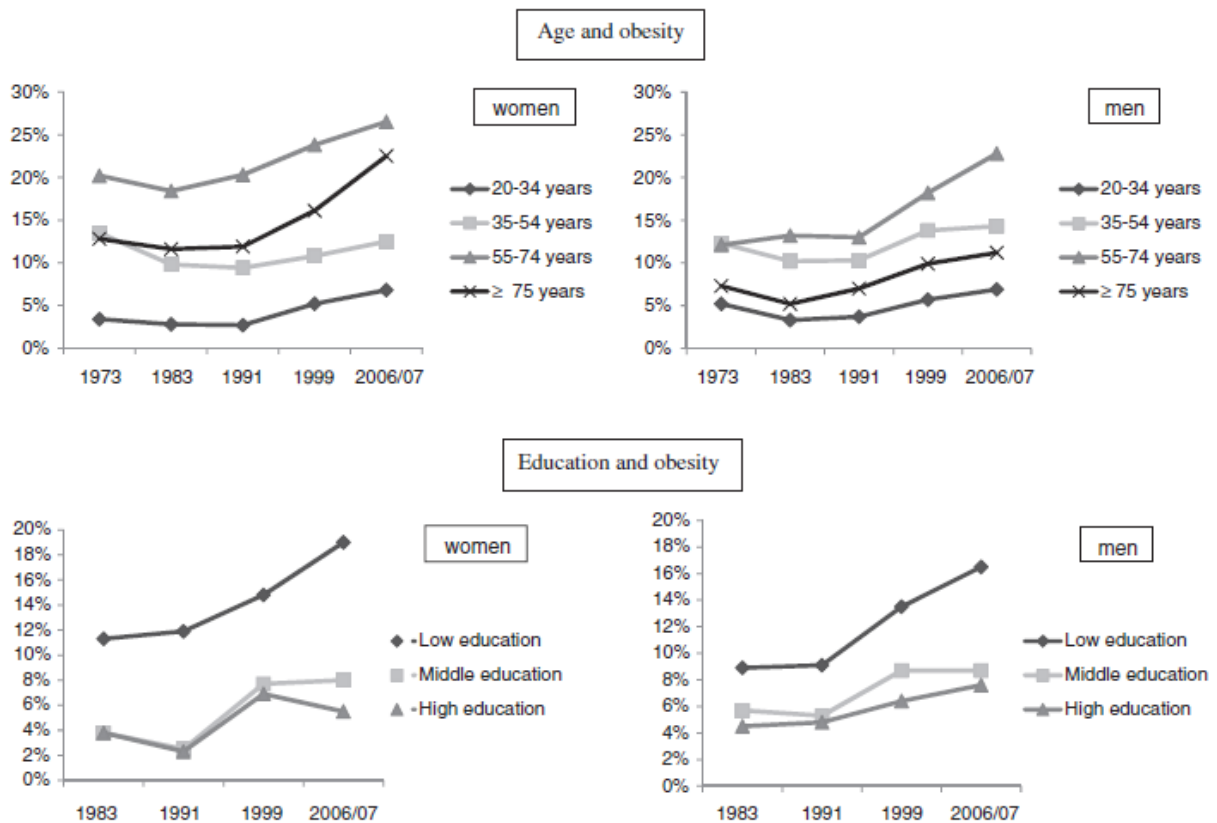 Age and obesity
women
30%
25%
20%
15%
10%
5%
0%
1973 1983 1991 1999 2006/07
20-34 years
35-54 years
55-74 years
≥ 75 years
men
30%
25%
20%
15%
10%
5%
0%
1973 1983 1991 1999 2006/07
20-34 years
35-54 years
55-74 years
≥ 75 years
Education and obesity
women
20%
18%
16%
14%
12%
10%
8%
6%
4%
2%
0%
1983 1991 1999 2006/07
Low education
Middle education
High education
men
20%
18%
16%
14%
12%
10%
8%
6%
4%
2%
0%
1983 1991 1999 2006/07
Low education
Middle education
High education